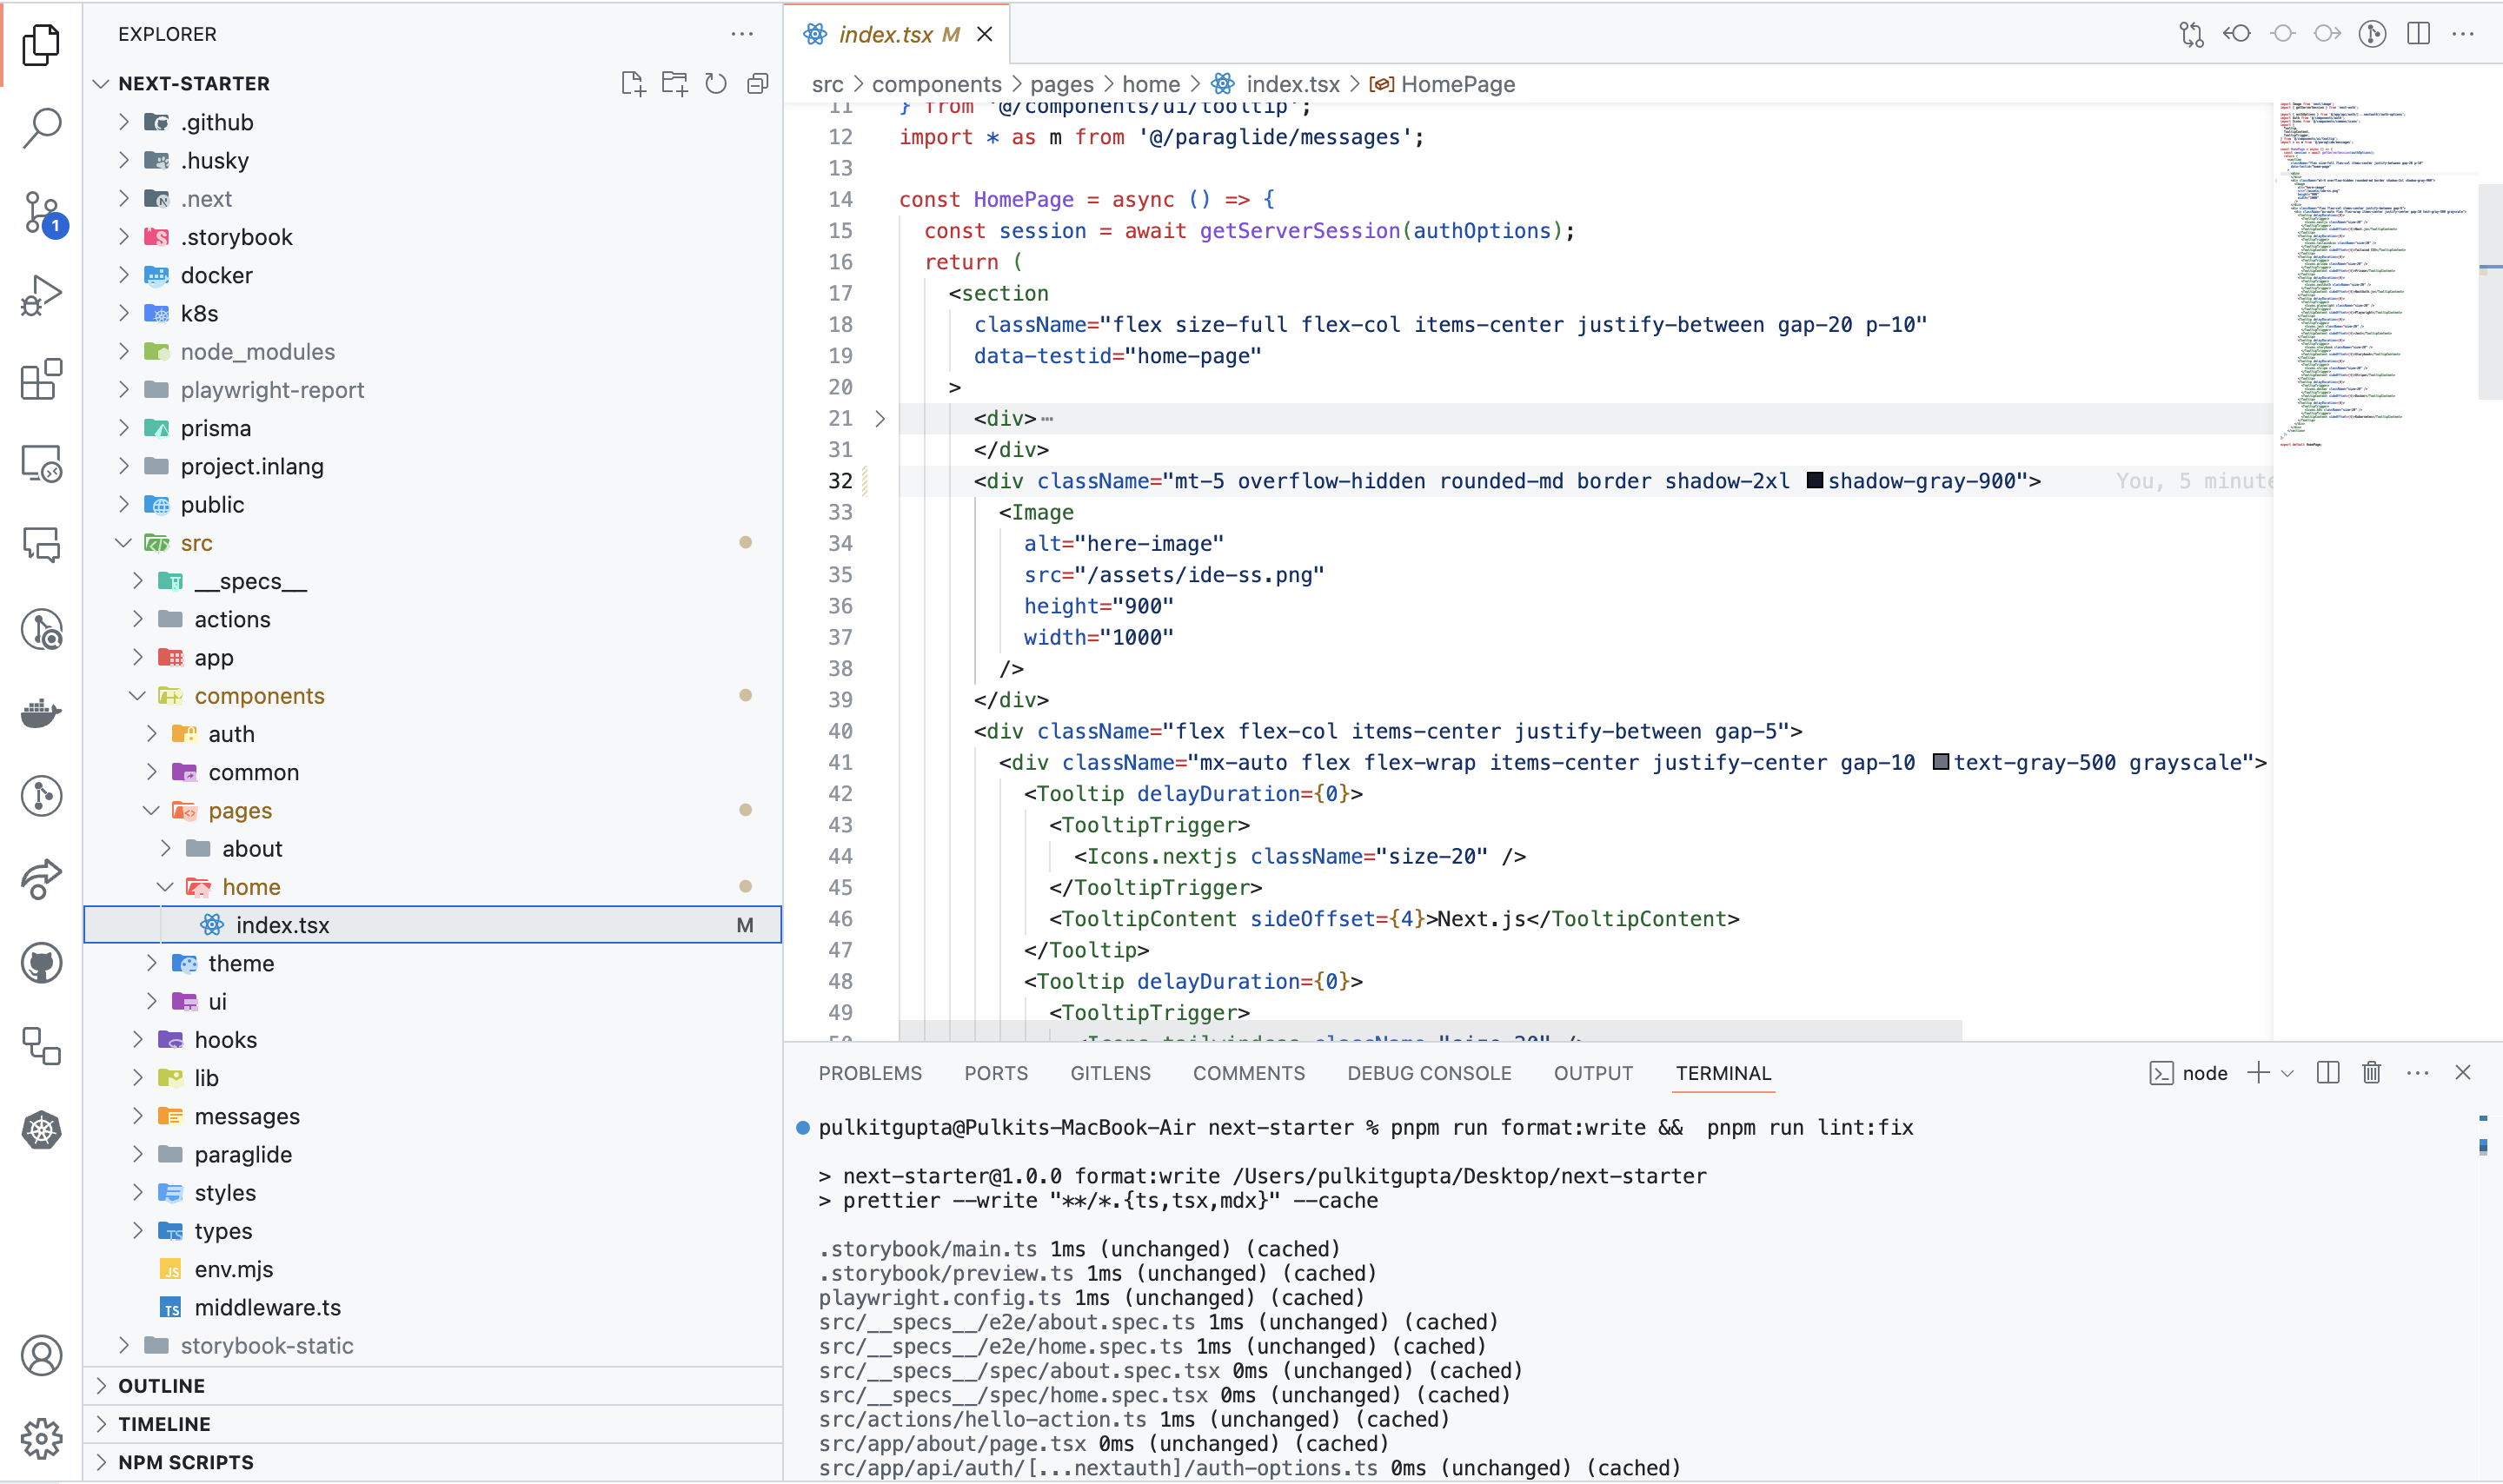 EXPLORER
NEXT-STARTER
.github
.husky
.next
.storybook
docker
k8s
node_modules
playwright-report
prisma
project.inlang
public
src
__specs__
actions
app
components
auth
common
pages
about
home
index.tsx M
theme
ui
hooks
lib
messages
paraglide
styles
types
env.mjs
middleware.ts
storybook-static
OUTLINE
TIMELINE
NPM SCRIPTS
1
index.tsx M
src > components > pages > home > index.tsx > HomePage
11 } from '@/components/ui/tooltip';
12 import * as m from '@/paraglide/messages';
13
14 const HomePage = async () => {
15 const session = await getServerSession(authOptions);
16 return (
17 <section
18 className="flex size-full flex-col items-center justify-between gap-20 p-10"
19 data-testid="home-page"
20 >
21 <div>⋯
31 </div>
32 <div className="mt-5 overflow-hidden rounded-md border shadow-2xl shadow-gray-900"> You, 5 minute
33 <Image
34 alt="here-image"
35 src="/assets/ide-ss.png"
36 height="900"
37 width="1000"
38 />
39 </div>
40 <div className="flex flex-col items-center justify-between gap-5">
41 <div className="mx-auto flex flex-wrap items-center justify-center gap-10 text-gray-500 grayscale">
42 <Tooltip delayDuration={0}>
43 <TooltipTrigger>
44 <Icons.nextjs className="size-20" />
45 </TooltipTrigger>
46 <TooltipContent sideOffset={4}>Next.js</TooltipContent>
47 </Tooltip>
48 <Tooltip delayDuration={0}>
49 <TooltipTrigger>
50 <Icons.tailwindcss className="size-20" />
PROBLEMS PORTS GITLENS COMMENTS DEBUG CONSOLE OUTPUT TERMINAL node
pulkitgupta@Pulkits-MacBook-Air next-starter % pnpm run format:write &&  pnpm run lint:fix
> next-starter@1.0.0 format:write /Users/pulkitgupta/Desktop/next-starter
> prettier --write "**/*.{ts,tsx,mdx}" --cache
.storybook/main.ts 1ms (unchanged) (cached)
.storybook/preview.ts 1ms (unchanged) (cached)
playwright.config.ts 1ms (unchanged) (cached)
src/__specs__/e2e/about.spec.ts 1ms (unchanged) (cached)
src/__specs__/e2e/home.spec.ts 1ms (unchanged) (cached)
src/__specs__/spec/about.spec.tsx 0ms (unchanged) (cached)
src/__specs__/spec/home.spec.tsx 0ms (unchanged) (cached)
src/actions/hello-action.ts 1ms (unchanged) (cached)
src/app/about/page.tsx 0ms (unchanged) (cached)
src/app/api/auth/[...nextauth]/auth-options.ts 0ms (unchanged) (cached)